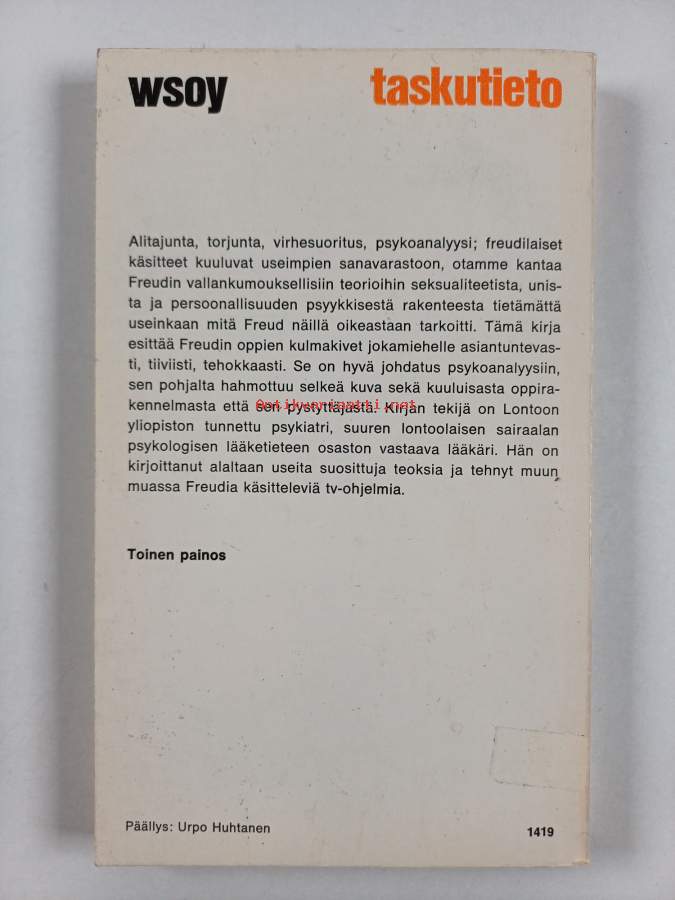 wsoy taskutieto
Alitajunta, torjunta, virhesuoritus, psykoanalyysi; freudilaiset
käsitteet kuuluvat useimpien sanavarastoon, otamme kantaa
Freudin vallankumouksellisiin teorioihin seksualiteetista, unis-
ta ja persoonallisuuden psyykkisestä rakenteesta tietämättä
useinkaan mitä Freud näillä oikeastaan tarkoitti. Tämä kirja
esittää Freudin oppien kulmakivet jokamiehelle asiantuntevas-
ti, tiiviisti, tehokkaasti. Se on hyvä johdatus psykoanalyysiin,
sen pohjalta hahmottuu selkeä kuva sekä kuuluisasta oppira-
kennelmasta että sen pystyttäjästä. Kirjan tekijä on Lontoon
Antikvariaatti.net
yliopiston tunnettu psykiatri, suuren lontoolaisen sairaalan
psykologisen lääketieteen osaston vastaava lääkäri. Hän on
kirjoittanut alaltaan useita suosittuja teoksia ja tehnyt muun
muassa Freudia käsitteleviä tv-ohjelmia.
Toinen painos
Päällys: Urpo Huhtanen
1419